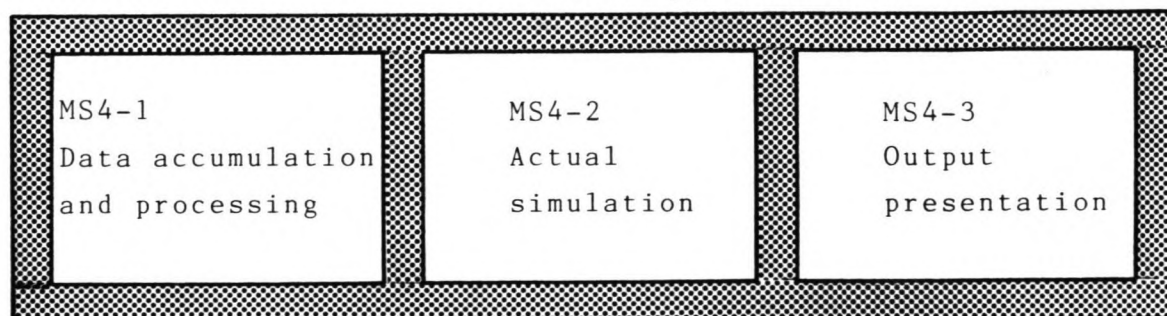 MS4-1
Data accumulation
and processing
MS4-2
Actual
simulation
MS4-3
Output
presentation